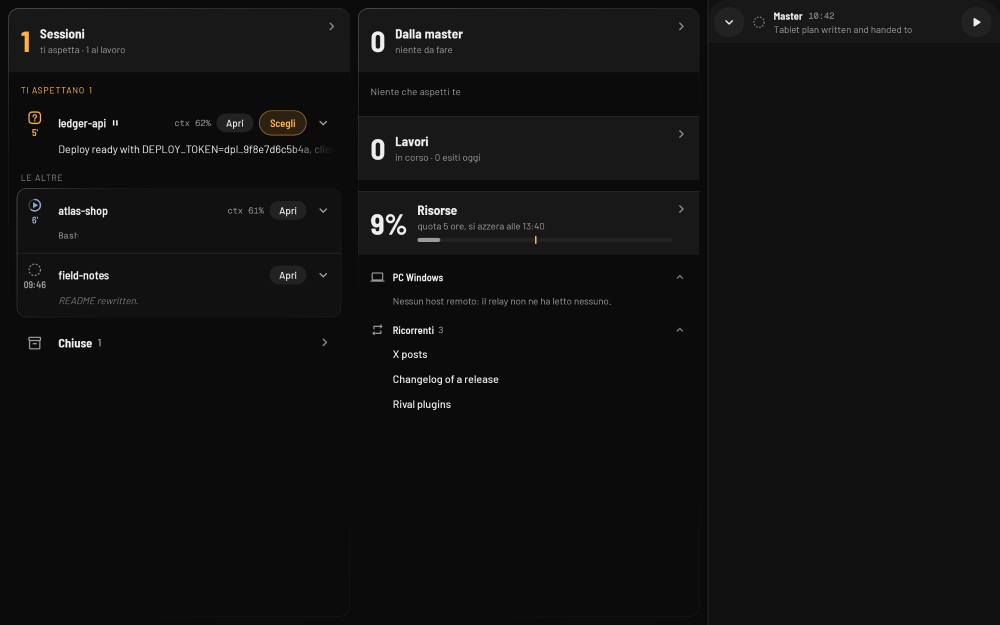 1 Sessioni
ti aspetta · 1 al lavoro
TI ASPETTANO 1
5'
ledger-api
ctx 62%
Apri
Scegli
Deploy ready with DEPLOY_TOKEN=dpl_9f8e7d6c5b4a, clie
LE ALTRE
6'
atlas-shop
ctx 61%
Apri
Bash
09:46
field-notes
Apri
README rewritten.
Chiuse 1
0 Dalla master
niente da fare
Niente che aspetti te
0 Lavori
in corso · 0 esiti oggi
9% Risorse
quota 5 ore, si azzera alle 13:40
PC Windows
Nessun host remoto: il relay non ne ha letto nessuno.
Ricorrenti 3
X posts
Changelog of a release
Rival plugins
Master 10:42
Tablet plan written and handed to